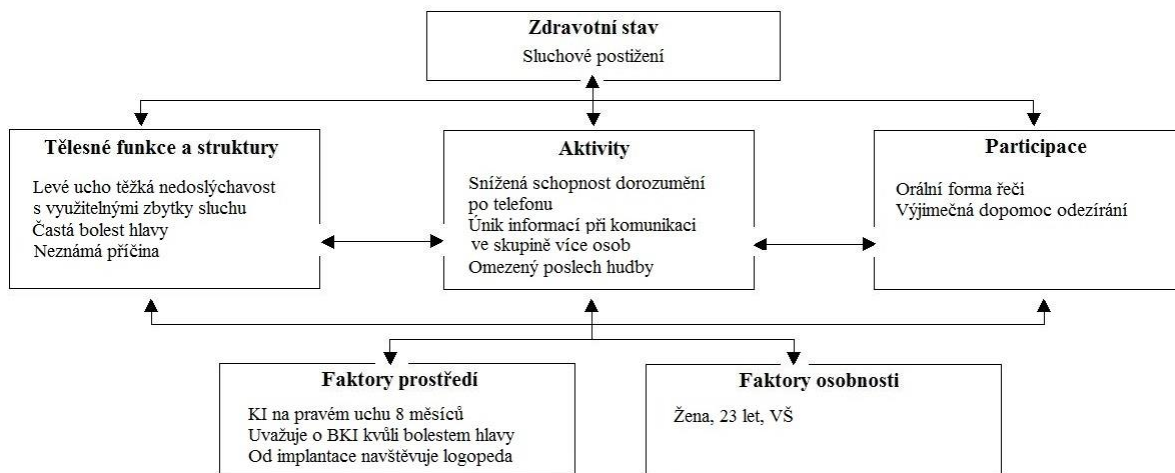 Zdravotní stav
Sluchové postižení
Tělesné funkce a struktury
Levé ucho těžká nedoslýchavost
s využitelnými zbytky sluchu
Častá bolest hlavy
Neznámá příčina
Aktivity
Snížená schopnost dorozumění
po telefonu
Únik informací při komunikaci
ve skupině více osob
Omezený poslech hudby
Participace
Orální forma řeči
Výjimečná dopomoc odezírání
Faktory prostředí
KI na pravém uchu 8 měsíců
Uvažuje o BKI kvůli bolestem hlavy
Od implantace navštěvuje logopeda
Faktory osobnosti
Žena, 23 let, VŠ